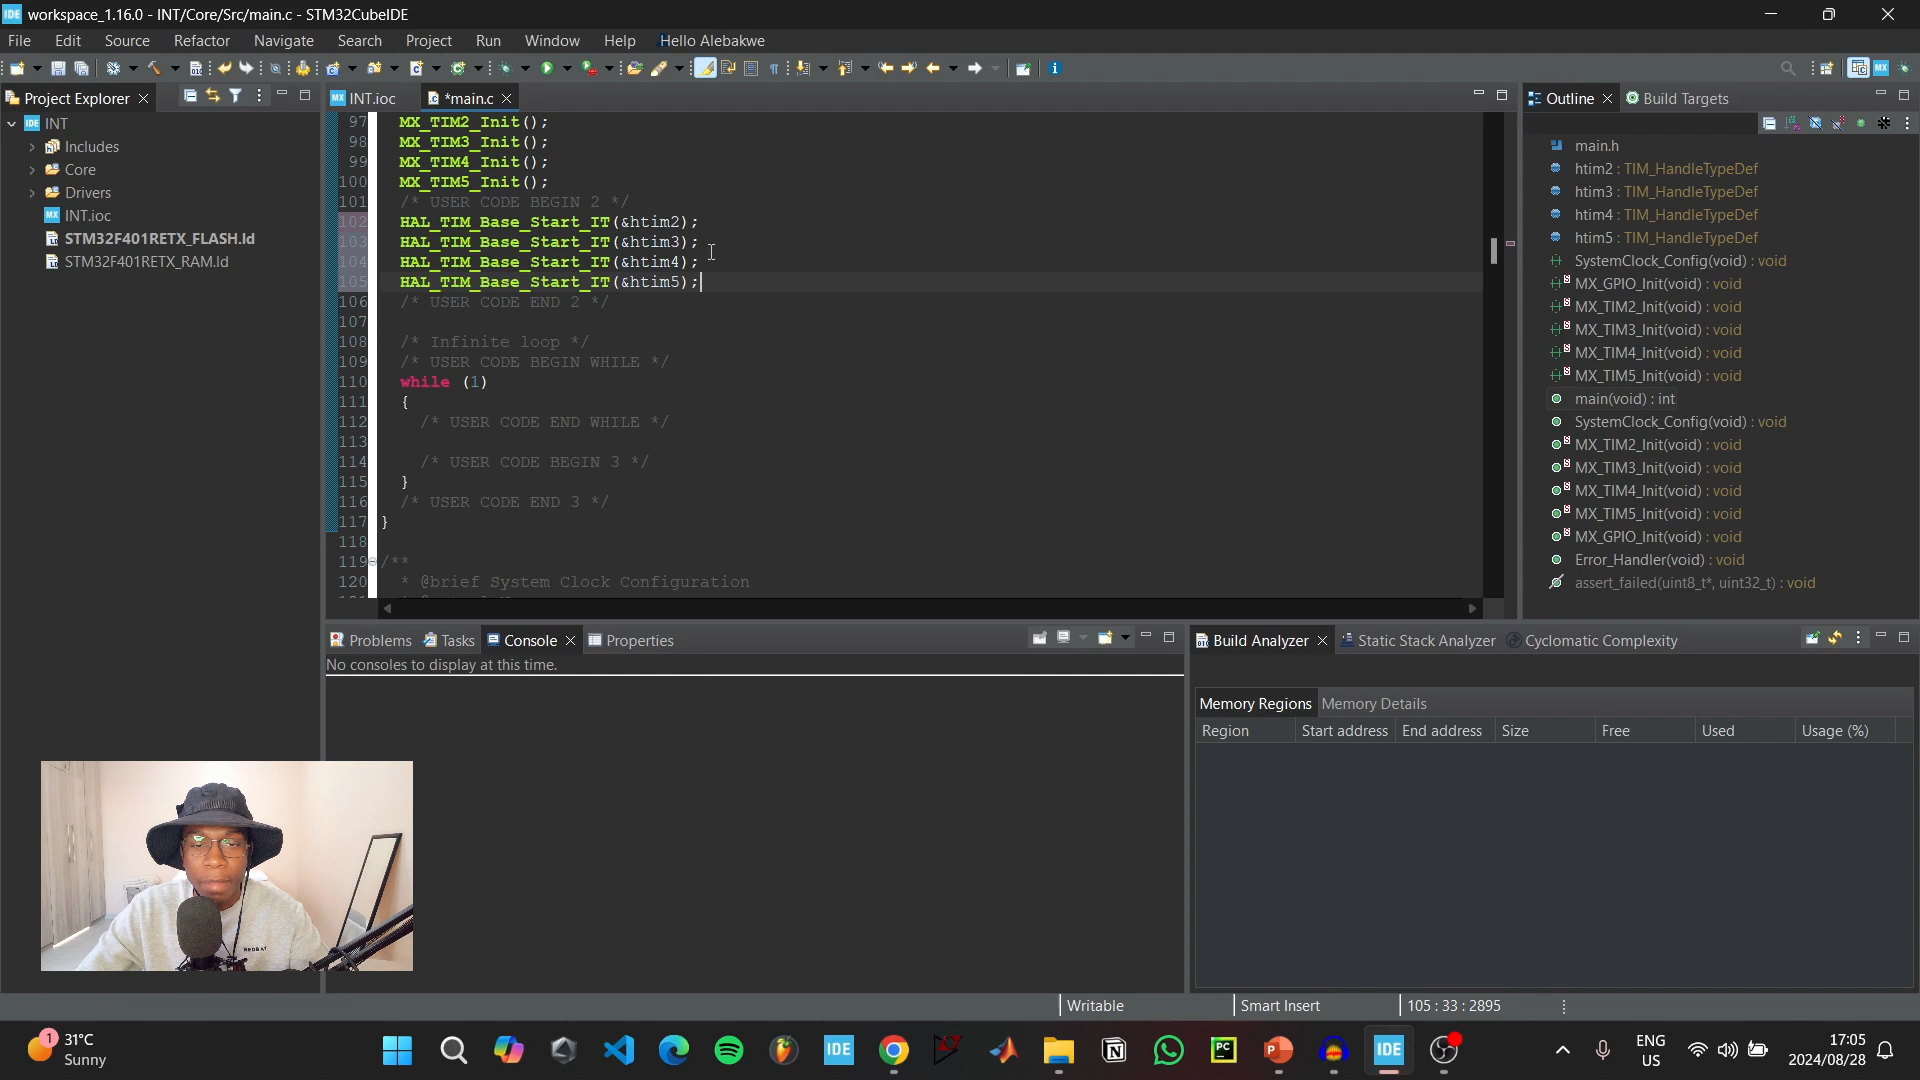 IDE workspace_1.16.0 - INT/Core/Src/main.c - STM32CubeIDE
File Edit Source Refactor Navigate Search Project Run Window Help Hello Alebakwe
Project Explorer
INT
Includes
Core
Drivers
INT.ioc
STM32F401RETX_FLASH.ld
STM32F401RETX_RAM.ld
INT.ioc *main.c
97 MX_TIM2_Init();
98 MX_TIM3_Init();
99 MX_TIM4_Init();
100 MX_TIM5_Init();
101 /* USER CODE BEGIN 2 */
102 HAL_TIM_Base_Start_IT(&htim2);
103 HAL_TIM_Base_Start_IT(&htim3);
104 HAL_TIM_Base_Start_IT(&htim4);
105 HAL_TIM_Base_Start_IT(&htim5);
106 /* USER CODE END 2 */
107
108 /* Infinite loop */
109 /* USER CODE BEGIN WHILE */
110 while (1)
111 {
112 /* USER CODE END WHILE */
113
114 /* USER CODE BEGIN 3 */
115 }
116 /* USER CODE END 3 */
117 }
118
119 /**
120 * @brief System Clock Configuration
Outline Build Targets
main.h
htim2 : TIM_HandleTypeDef
htim3 : TIM_HandleTypeDef
htim4 : TIM_HandleTypeDef
htim5 : TIM_HandleTypeDef
SystemClock_Config(void) : void
MX_GPIO_Init(void) : void
MX_TIM2_Init(void) : void
MX_TIM3_Init(void) : void
MX_TIM4_Init(void) : void
MX_TIM5_Init(void) : void
main(void) : int
SystemClock_Config(void) : void
MX_TIM2_Init(void) : void
MX_TIM3_Init(void) : void
MX_TIM4_Init(void) : void
MX_TIM5_Init(void) : void
MX_GPIO_Init(void) : void
Error_Handler(void) : void
assert_failed(uint8_t*, uint32_t) : void
Problems Tasks Console Properties
No consoles to display at this time.
Build Analyzer Static Stack Analyzer Cyclomatic Complexity
Memory Regions Memory Details
Region Start address End address Size Free Used Usage (%)
Writable Smart Insert 105 : 33 : 2895
1 31°C
Sunny
IDE
PC
IDE
ENG
US
17:05
2024/08/28